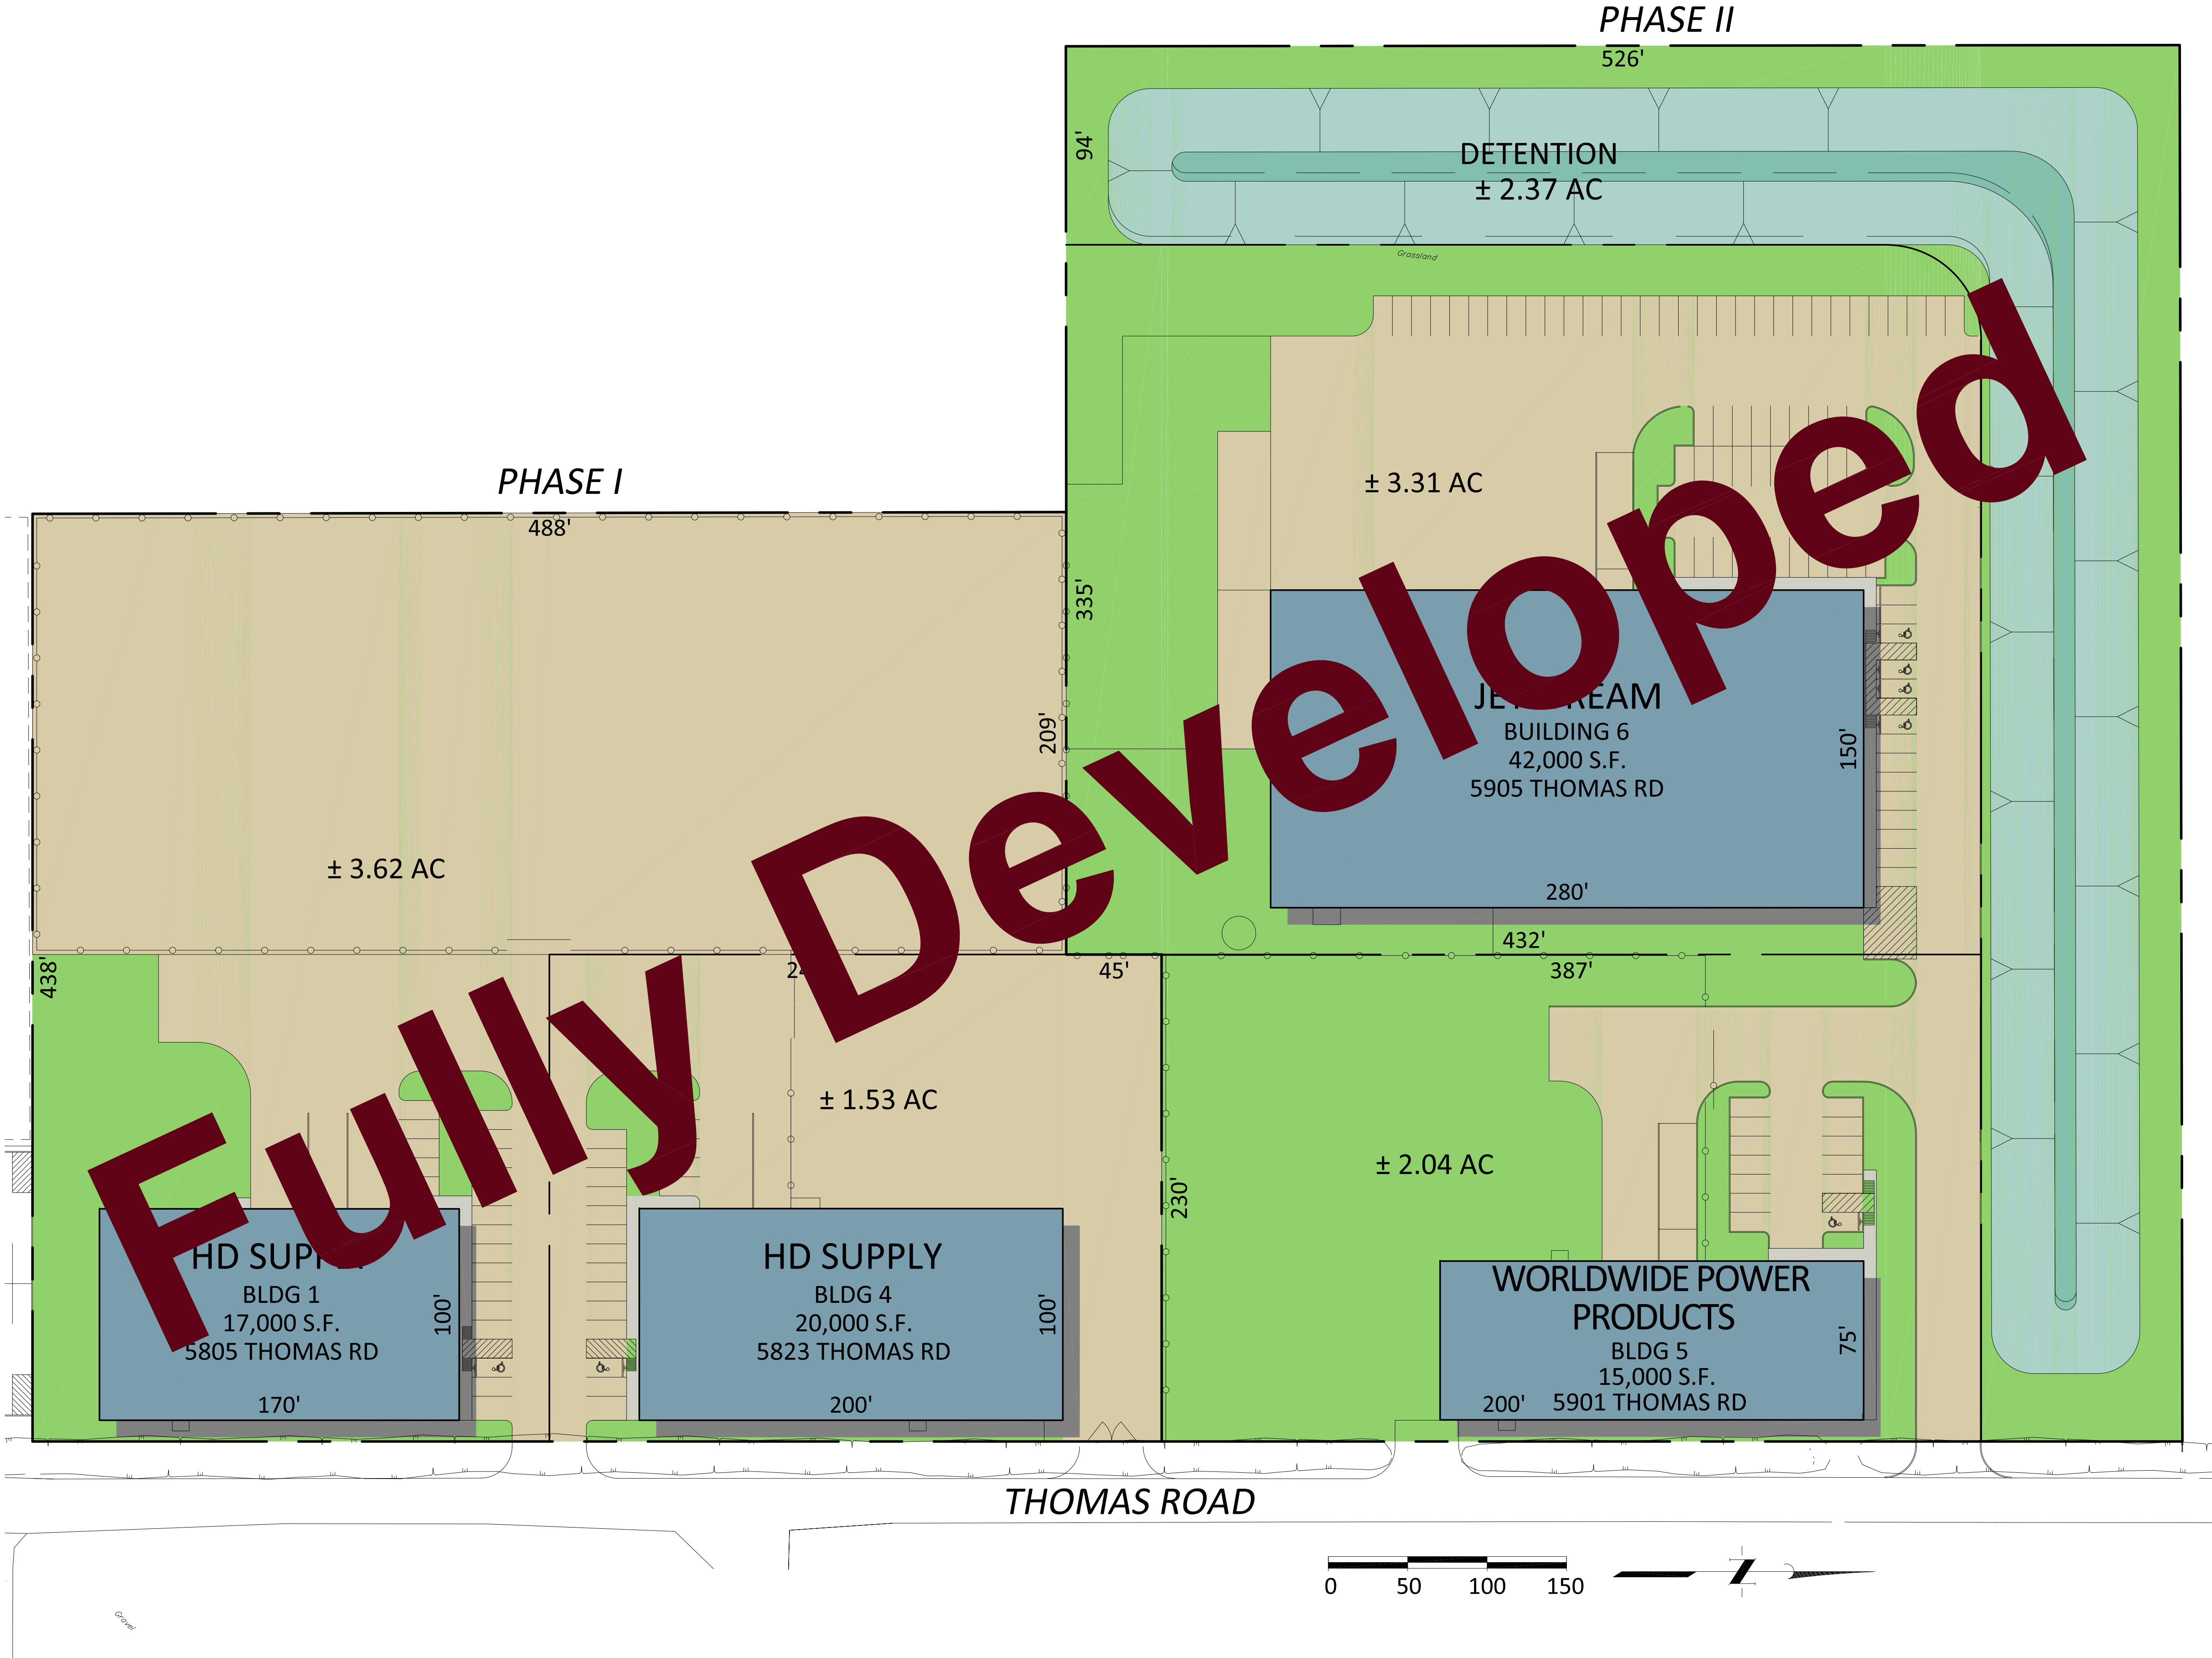 PHASE II
526'
94'
DETENTION
± 2.37 AC
Grassland
± 3.31 AC
PHASE I
488'
335'
209'
BUILDING 6
42,000 S.F.
5905 THOMAS RD
150'
280'
± 3.62 AC
438'
45'
432'
387'
± 1.53 AC
± 2.04 AC
230'
Fully Developed
HD SUPPLY
BLDG 1
17,000 S.F.
5805 THOMAS RD
100'
170'
HD SUPPLY
BLDG 4
20,000 S.F.
5823 THOMAS RD
100'
200'
WORLDWIDE POWER
PRODUCTS
BLDG 5
15,000 S.F.
200' 5901 THOMAS RD
75'
THOMAS ROAD
0 50 100 150
Gravel